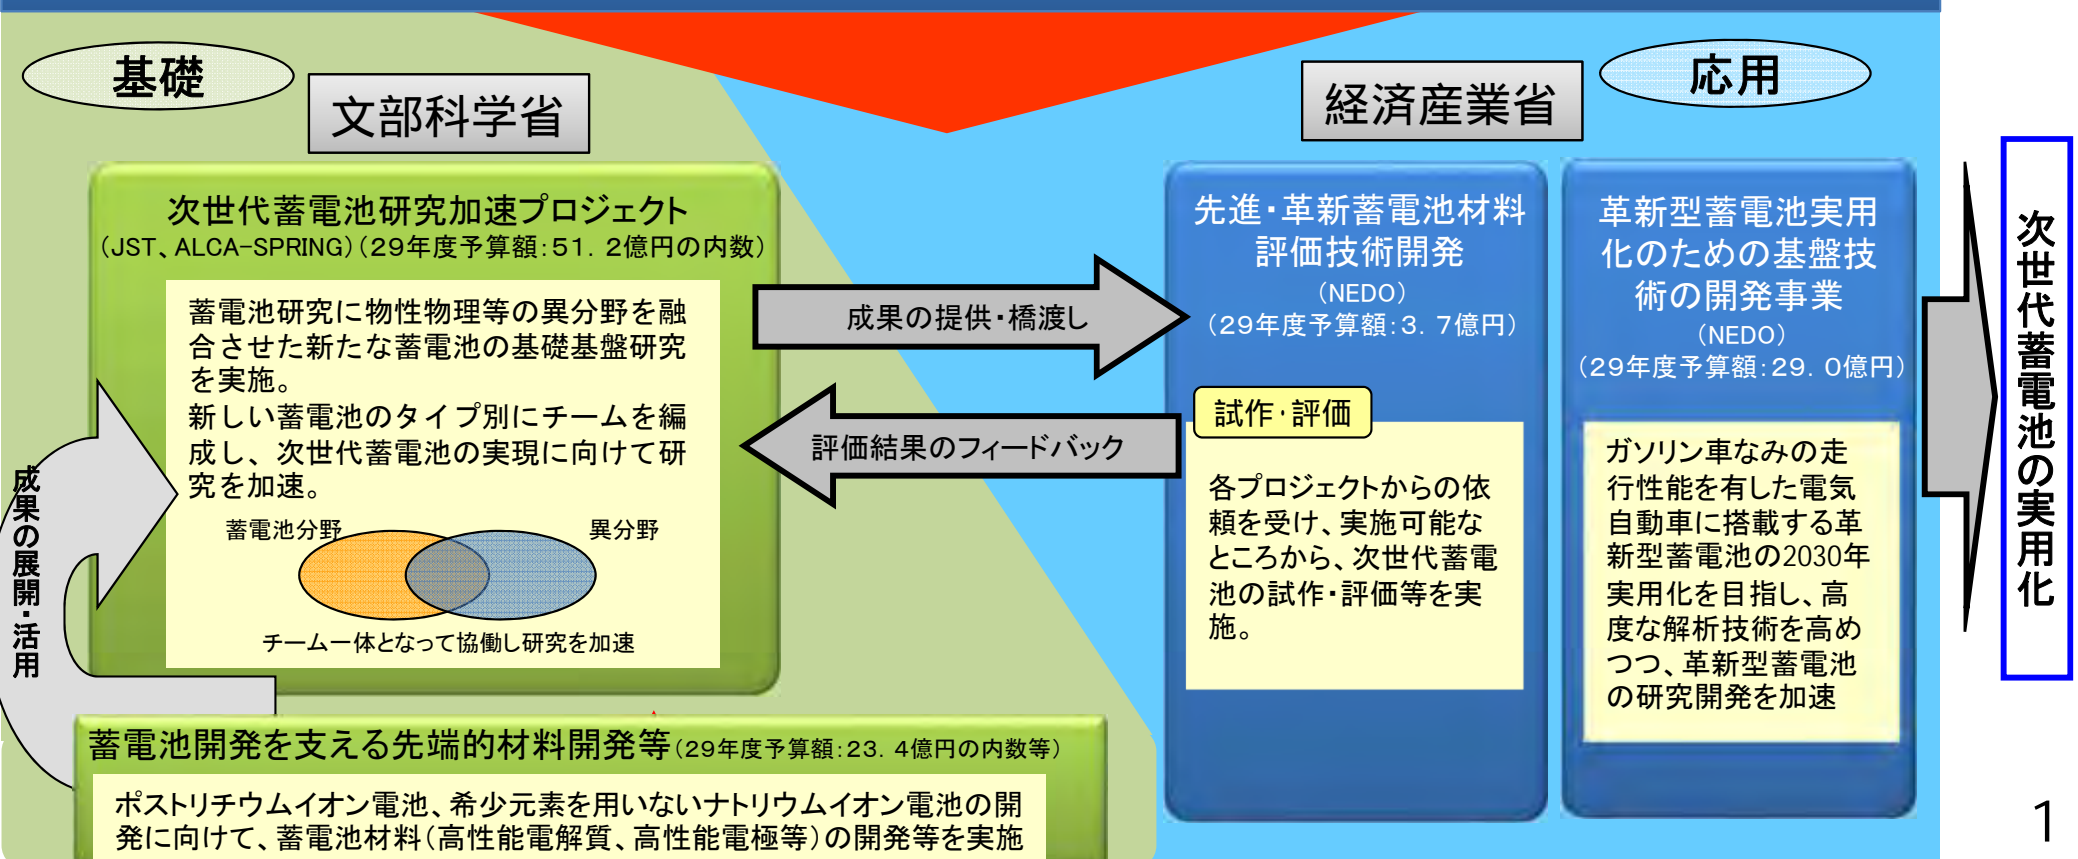 基礎
文部科学省
経済産業省
応用
次世代蓄電池研究加速プロジェクト
(JST、ALCA-SPRING)(29年度予算額:51.2億円の内数)
蓄電池研究に物性物理等の異分野を融
合させた新たな蓄電池の基礎基盤研究
を実施。
新しい蓄電池のタイプ別にチームを編
成し、次世代蓄電池の実現に向けて研
究を加速。
蓄電池分野
異分野
チーム一体となって協働し研究を加速
成果の展開・活用
成果の提供・橋渡し
評価結果のフィードバック
先進・革新蓄電池材料
評価技術開発
(NEDO)
(29年度予算額:3.7億円)
試作・評価
各プロジェクトからの依
頼を受け、実施可能な
ところから、次世代蓄電
池の試作・評価等を実
施。
革新型蓄電池実用
化のための基盤技
術の開発事業
(NEDO)
(29年度予算額:29.0億円)
ガソリン車なみの走
行性能を有した電気
自動車に搭載する革
新型蓄電池の2030年
実用化を目指し、高
度な解析技術を高め
つつ、革新型蓄電池
の研究開発を加速
次世代蓄電池の実用化
蓄電池開発を支える先端的材料開発等(29年度予算額:23.4億円の内数等)
ポストリチウムイオン電池、希少元素を用いないナトリウムイオン電池の開
発に向けて、蓄電池材料(高性能電解質、高性能電極等)の開発等を実施
1